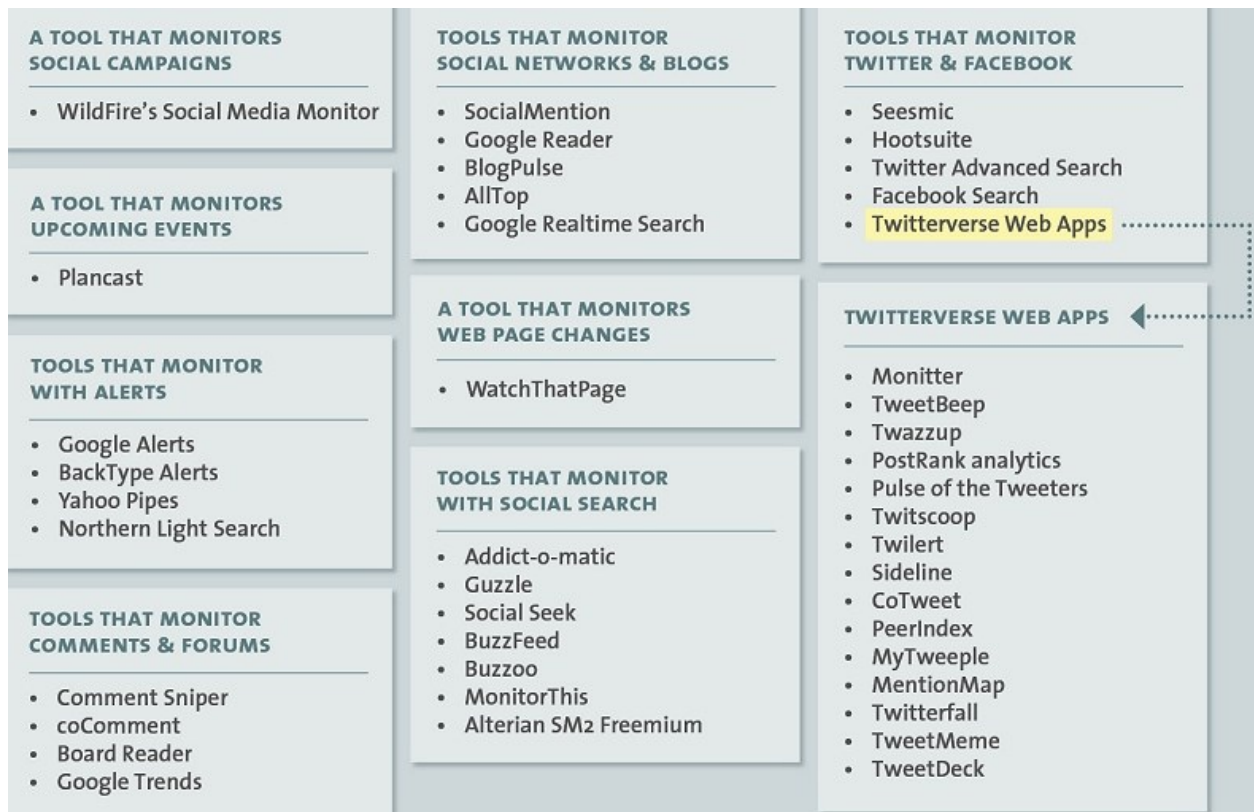 A TOOL THAT MONITORS
SOCIAL CAMPAIGNS
• WildFire's Social Media Monitor
A TOOL THAT MONITORS
UPCOMING EVENTS
• Plancast
TOOLS THAT MONITOR
WITH ALERTS
• Google Alerts
• BackType Alerts
• Yahoo Pipes
• Northern Light Search
TOOLS THAT MONITOR
COMMENTS & FORUMS
• Comment Sniper
• coComment
• Board Reader
• Google Trends
TOOLS THAT MONITOR
SOCIAL NETWORKS & BLOGS
• SocialMention
• Google Reader
• BlogPulse
• AllTop
• Google Realtime Search
A TOOL THAT MONITORS
WEB PAGE CHANGES
• WatchThatPage
TOOLS THAT MONITOR
WITH SOCIAL SEARCH
• Addict-o-matic
• Guzzle
• Social Seek
• BuzzFeed
• Buzzoo
• MonitorThis
• Alterian SM2 Freemium
TOOLS THAT MONITOR
TWITTER & FACEBOOK
• Seesmic
• Hootsuite
• Twitter Advanced Search
• Facebook Search
• Twitterverse Web Apps
TWITTERVERSE WEB APPS
• Monitter
• TweetBeep
• Twazzup
• PostRank analytics
• Pulse of the Tweeters
• Twitscoop
• Twilert
• Sideline
• CoTweet
• PeerIndex
• MyTweeple
• MentionMap
• Twitterfall
• TweetMeme
• TweetDeck